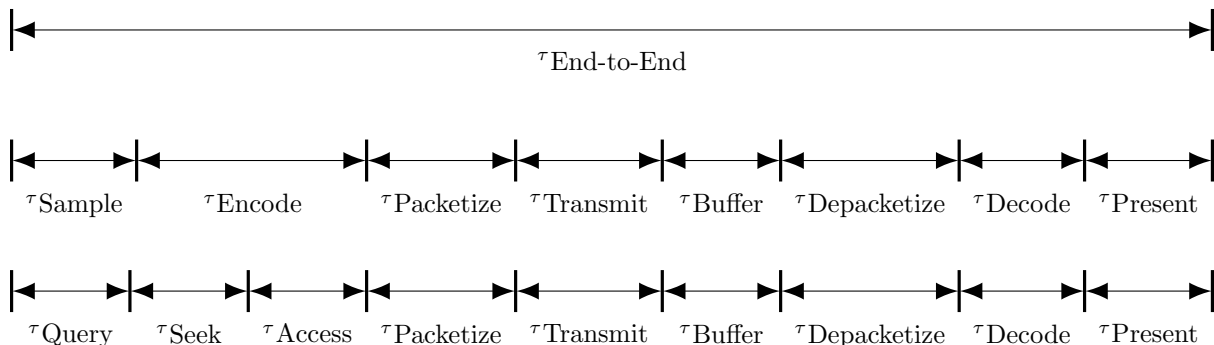 τEnd-to-End
τSample τEncode τPacketize τTransmit τBuffer τDepacketize τDecode τPresent
τQuery τSeek τAccess τPacketize τTransmit τBuffer τDepacketize τDecode τPresent